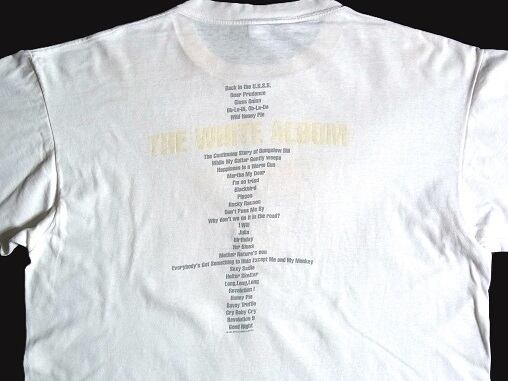 Back in the U.S.S.R.
Dear Prudence
Glass Onion
Ob-La-Di, Ob-La-Da
Wild Honey Pie
THE WHITE ALBUM
The Continuing Story of Bungalow Bill
While My Guitar Gently Weeps
Happiness is a Warm Gun
Martha My Dear
I'm so tired
Blackbird
Piggies
Rocky Racoon
Don't Pass Me By
Why don't we do it in the road?
I Will
Julia
Birthday
Yer Blues
Mother Nature's son
Everybody's Got Something to Hide Except Me and My Monkey
Sexy Sadie
Helter Skelter
Long,Long,Long
Revolution I
Honey Pie
Savoy Truffle
Cry Baby Cry
Revolution 9
Good Night